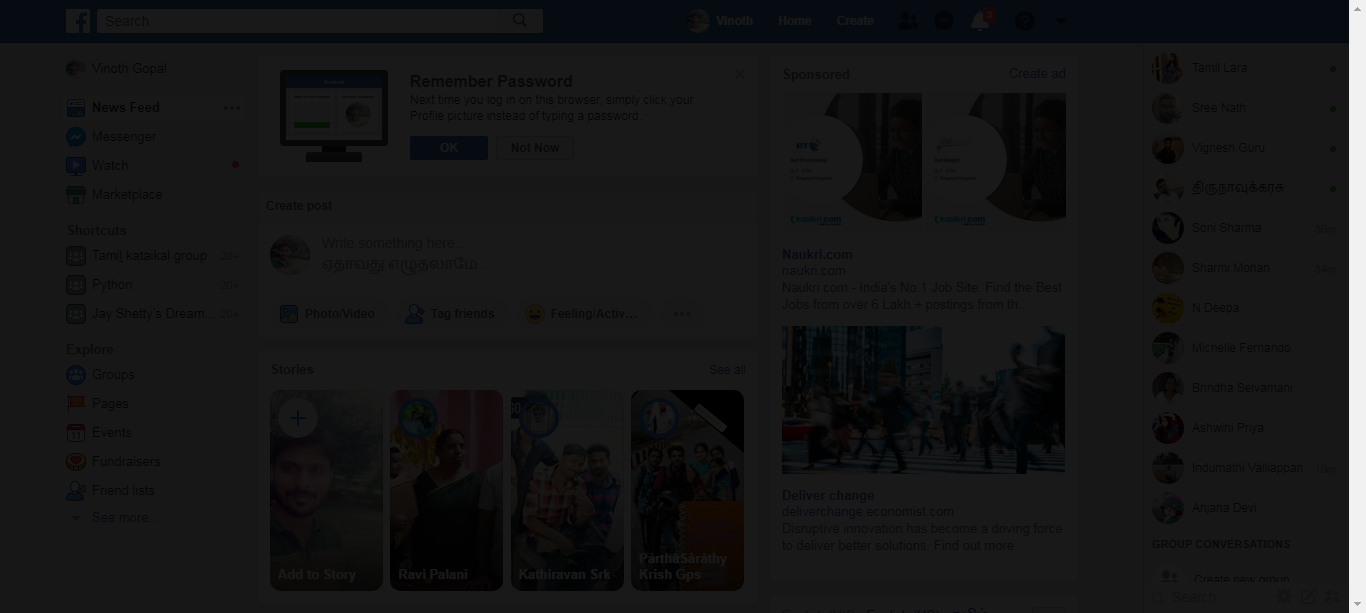 Search
Vinoth
Home
Create
2
Vinoth Gopal
News Feed
Messenger
Watch
Marketplace
Shortcuts
Tamil kataikal group 20+
Python 20+
Jay Shetty's Dream... 20+
Explore
Groups
Pages
Events
Fundraisers
Friend lists
See more...
Remember Password
Next time you log in on this browser, simply click your
Profile picture instead of typing a password.
OK
Not Now
Create post
Write something here...
ஏதாவது எழுதலாமே...
Photo/Video
Tag friends
Feeling/Activ...
Stories
See all
Add to Story
Ravi Palani
Kathiravan Srk
Pårthå$åråthy
Krish Gps
Sponsored
Create ad
BT
Naukri.com
naukri.com
Naukri.com - India's No.1 Job Site. Find the Best
Jobs from over 6 Lakh + postings from th...
Deliver change
deliverchange.economist.com
Disruptive innovation has become a driving force
to deliver better solutions. Find out more
Tamil Lara
Sree Nath
Vignesh Guru
திருநாவுக்கரசு
Soni Sharma
Sharmi Mohan
N Deepa
Michelle Fernando
Brindha Selvamani
Ashwini Priya
Indumathi Valliappan
Anjana Devi
GROUP CONVERSATIONS
Create new group
Search